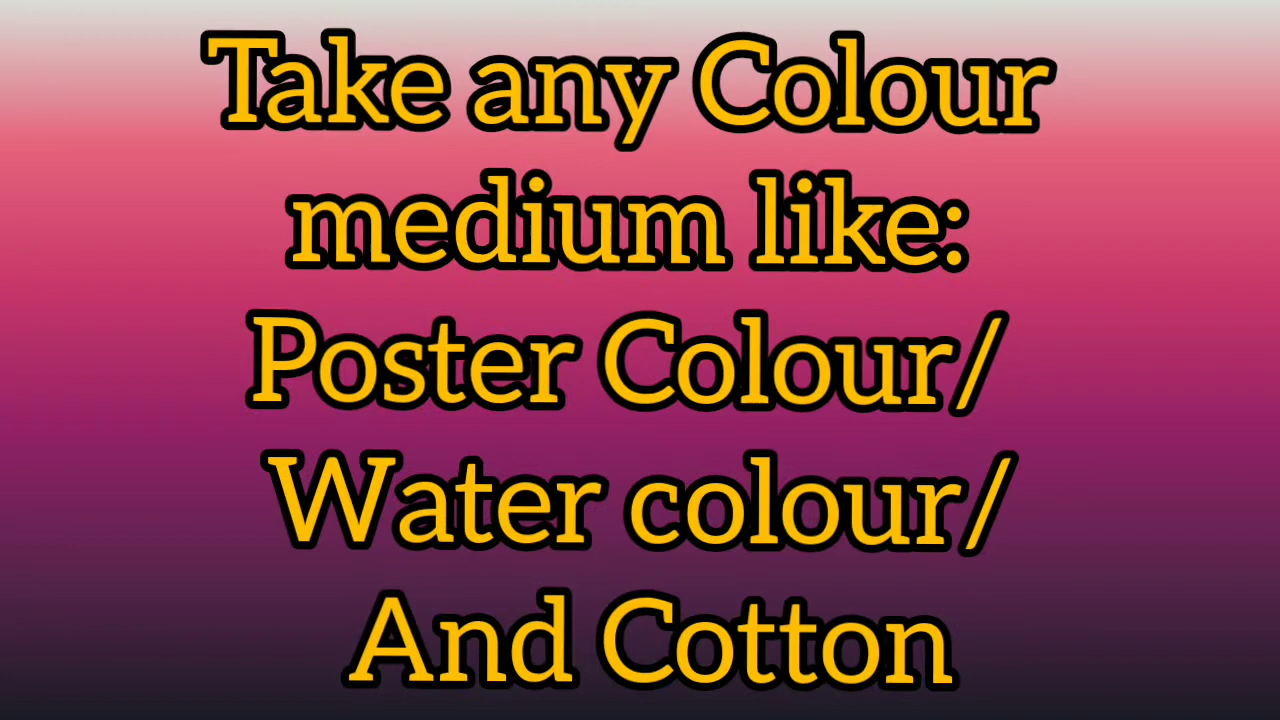 Take any Colour
medium like:
Poster Colour/
Water colour/
And Cotton